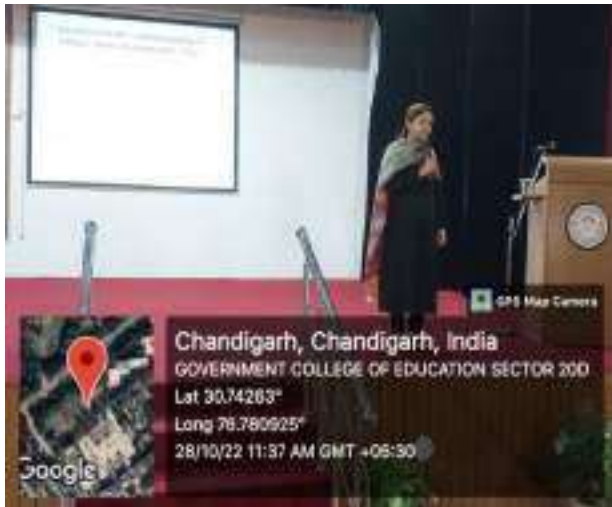 GPS Map Camera
Chandigarh, Chandigarh, India
GOVERNMENT COLLEGE OF EDUCATION SECTOR 20D
Lat 30.74263°
Long 76.780925°
28/10/22 11:37 AM GMT +05:30
Google